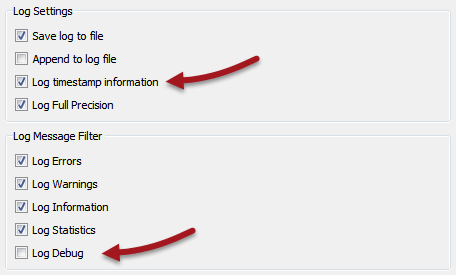 Log Settings
Save log to file
Append to log file
Log timestamp information
Log Full Precision
Log Message Filter
Log Errors
Log Warnings
Log Information
Log Statistics
Log Debug